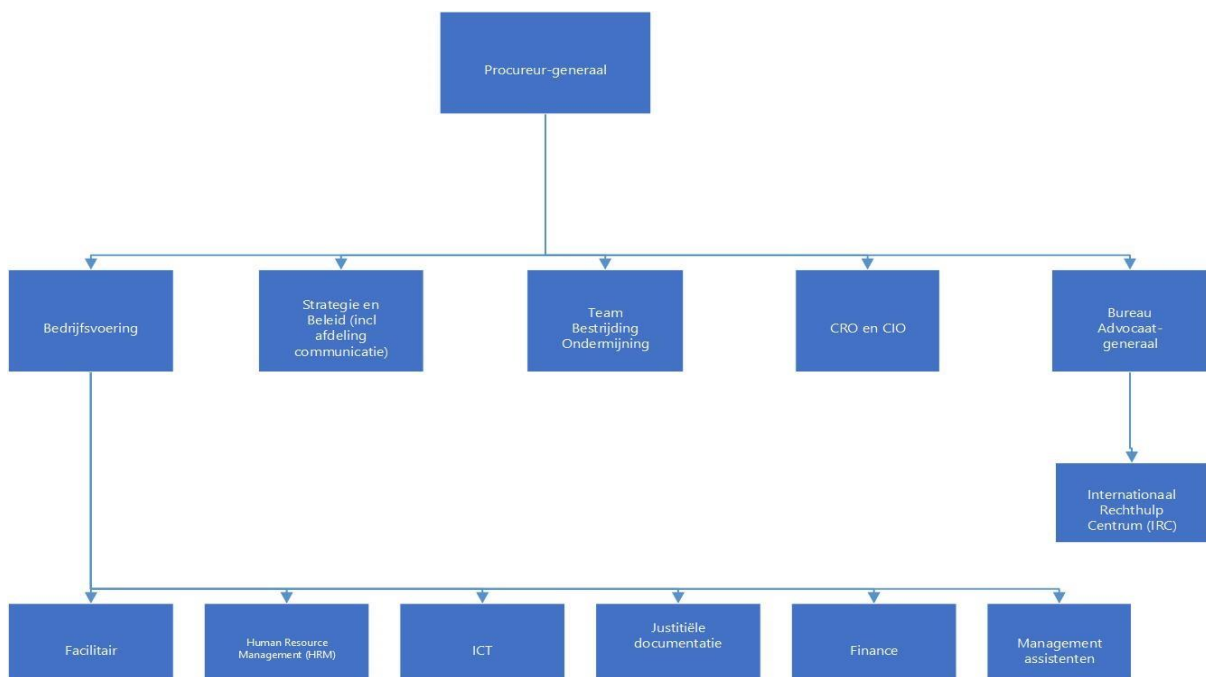 Procureur-generaal
Bedrijfsvoering
Strategie en
Beleid (incl
afdeling
communicatie)
Team
Bestrijding
Ondermijning
CRO en CIO
Bureau
Advocaat-
generaal
Internationaal
Rechthulp
Centrum (IRC)
Facilitair
Human Resource
Management (HRM)
ICT
Justitiële
documentatie
Finance
Management
assistenten